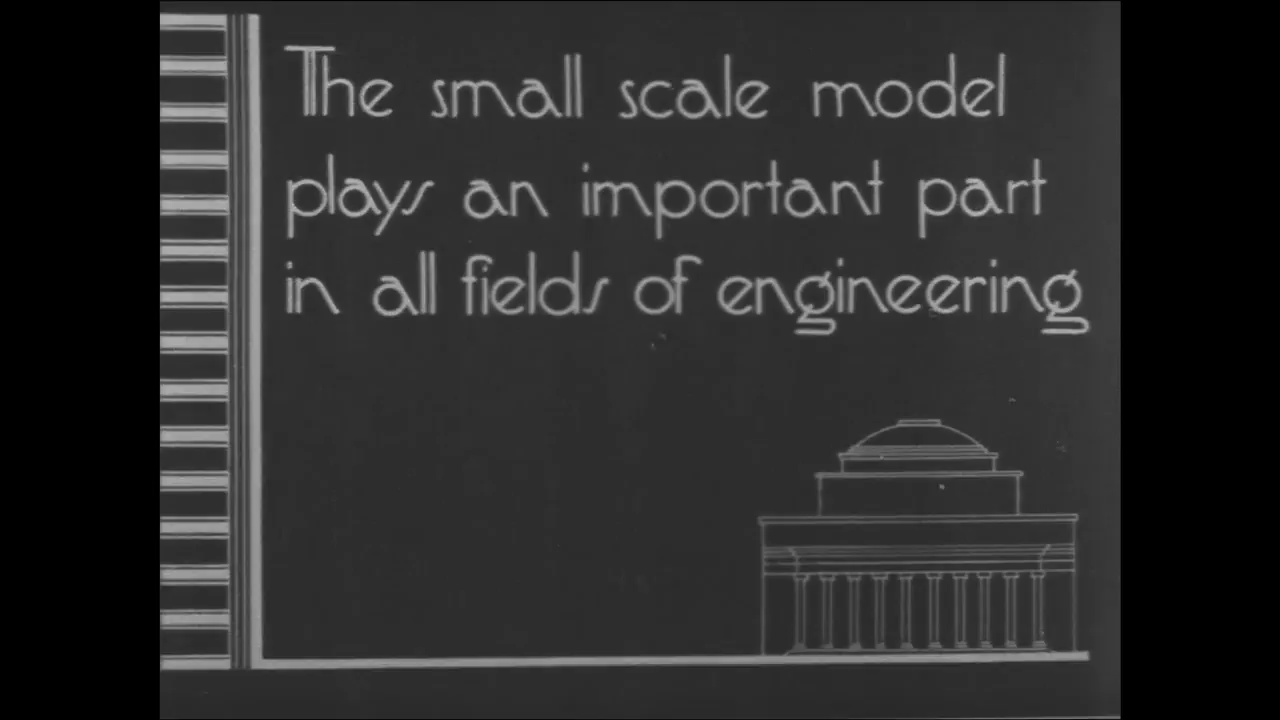 The small scale model
plays an important part
in all fields of engineering